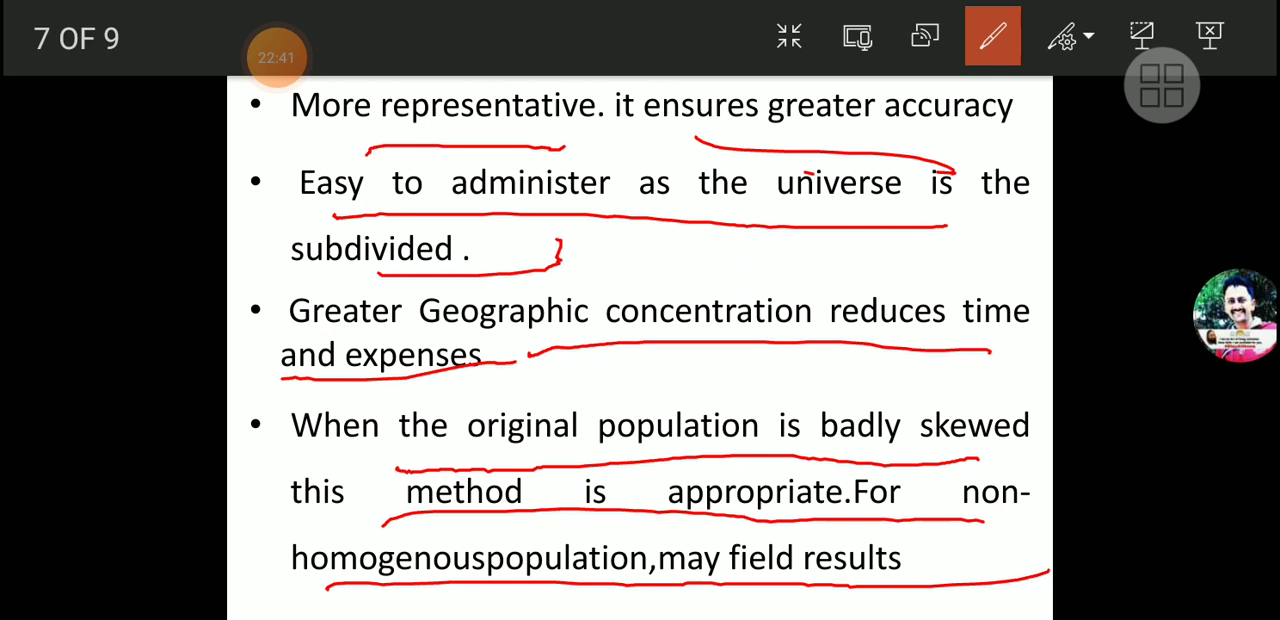 7 OF 9
22:41
• More representative. it ensures greater accuracy
• Easy to administer as the universe is the
subdivided .
• Greater Geographic concentration reduces time
and expenses
• When the original population is badly skewed
this method is appropriate.For non-
homogenouspopulation,may field results